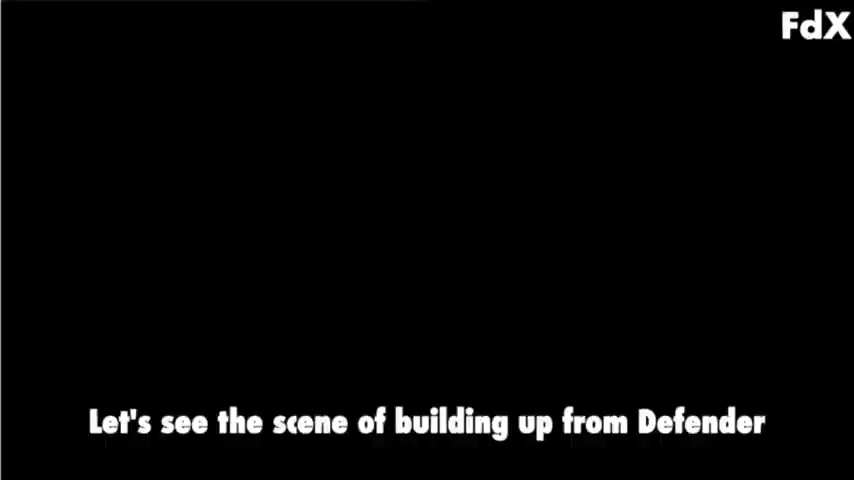 FdX
Let's see the scene of building up from Defender